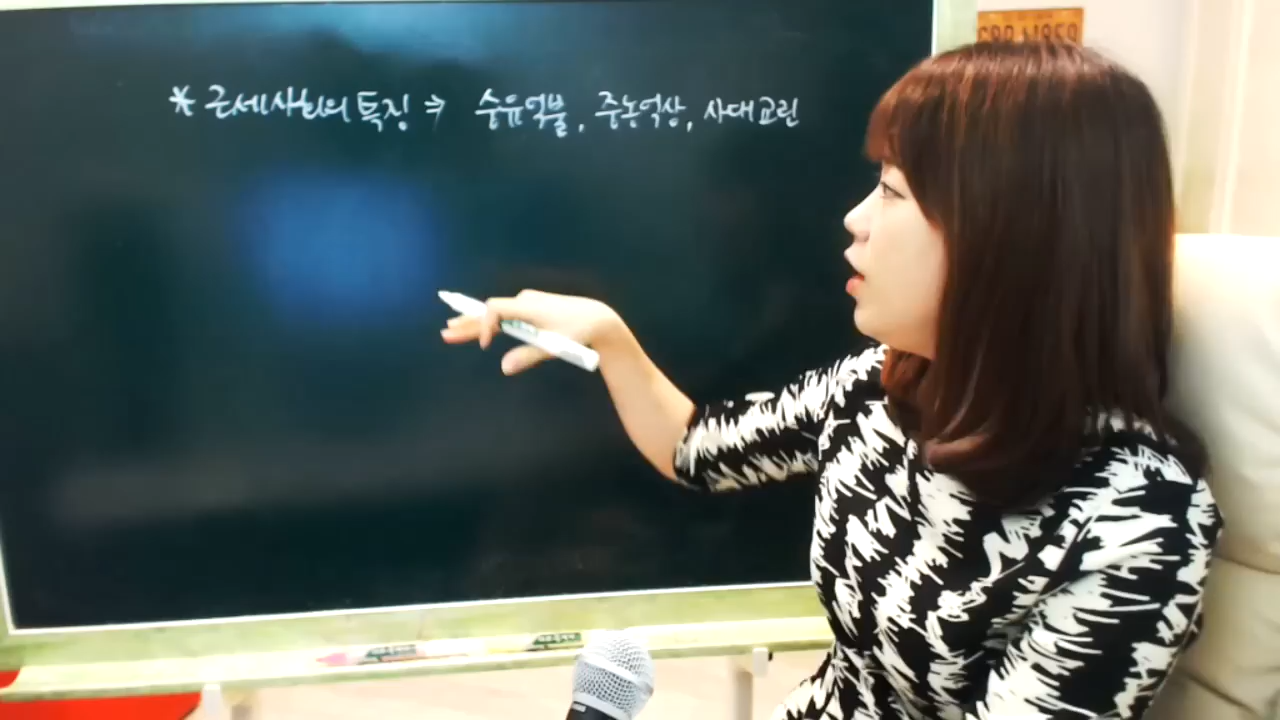 * 근세사회의 특징 ⇒ 숭유억불, 중농억상, 사대교린